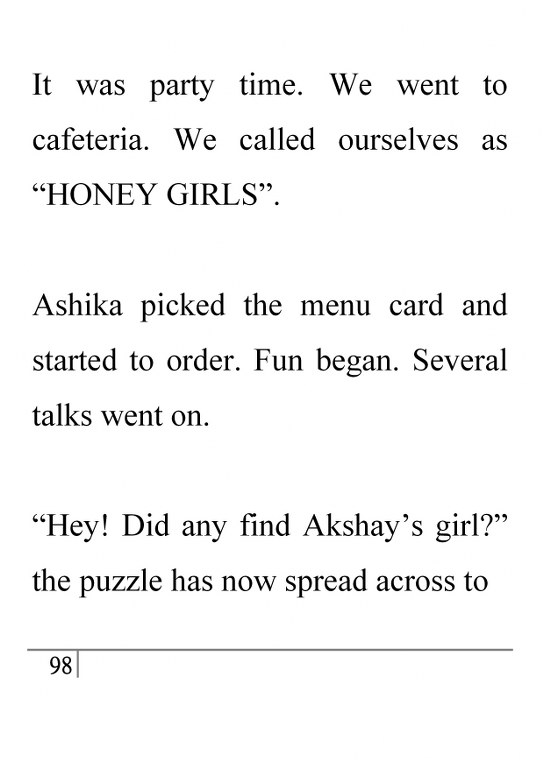 It was party time. We went to
cafeteria. We called ourselves as
“HONEY GIRLS”.
Ashika picked the menu card and
started to order. Fun began. Several
talks went on.
“Hey! Did any find Akshay’s girl?”
the puzzle has now spread across to
98